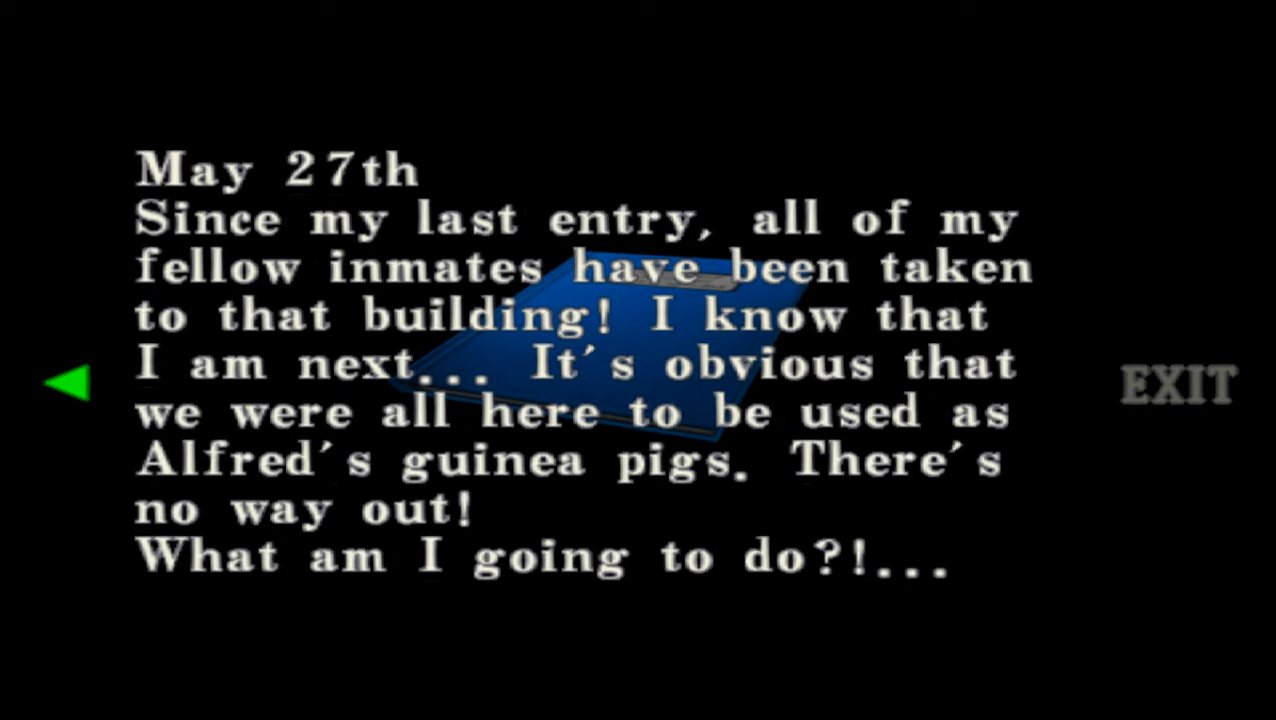 May 27th
Since my last entry, all of my
fellow inmates have been taken
to that building! I know that
I am next... It's obvious that
we were all here to be used as
Alfred's guinea pigs. There's
no way out!
What am I going to do?!...
EXIT